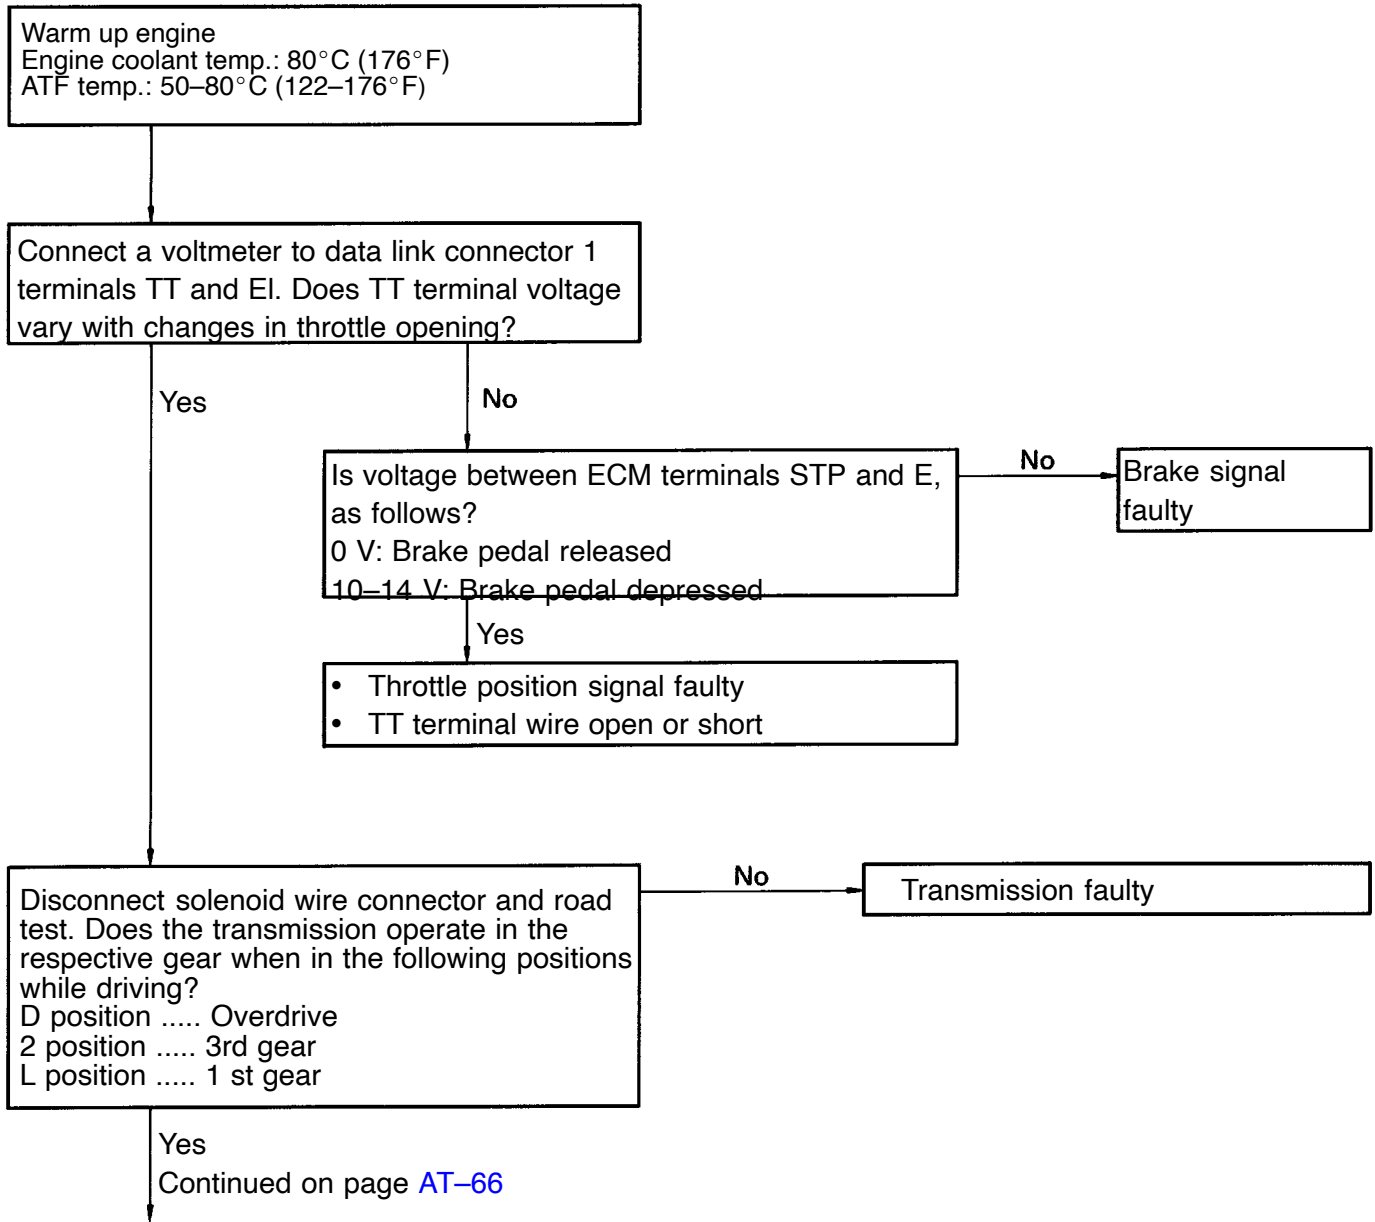 Warm up engine
Engine coolant temp.: 80°C (176°F)
ATF temp.: 50–80°C (122–176°F)
Connect a voltmeter to data link connector 1
terminals TT and El. Does TT terminal voltage
vary with changes in throttle opening?
Yes
No
Is voltage between ECM terminals STP and E,
as follows?
0 V: Brake pedal released
10–14 V: Brake pedal depressed
No
Brake signal
faulty
Yes
• Throttle position signal faulty
• TT terminal wire open or short
Disconnect solenoid wire connector and road
test. Does the transmission operate in the
respective gear when in the following positions
while driving?
D position ..... Overdrive
2 position ..... 3rd gear
L position ..... 1 st gear
No
Transmission faulty
Yes
Continued on page AT–66